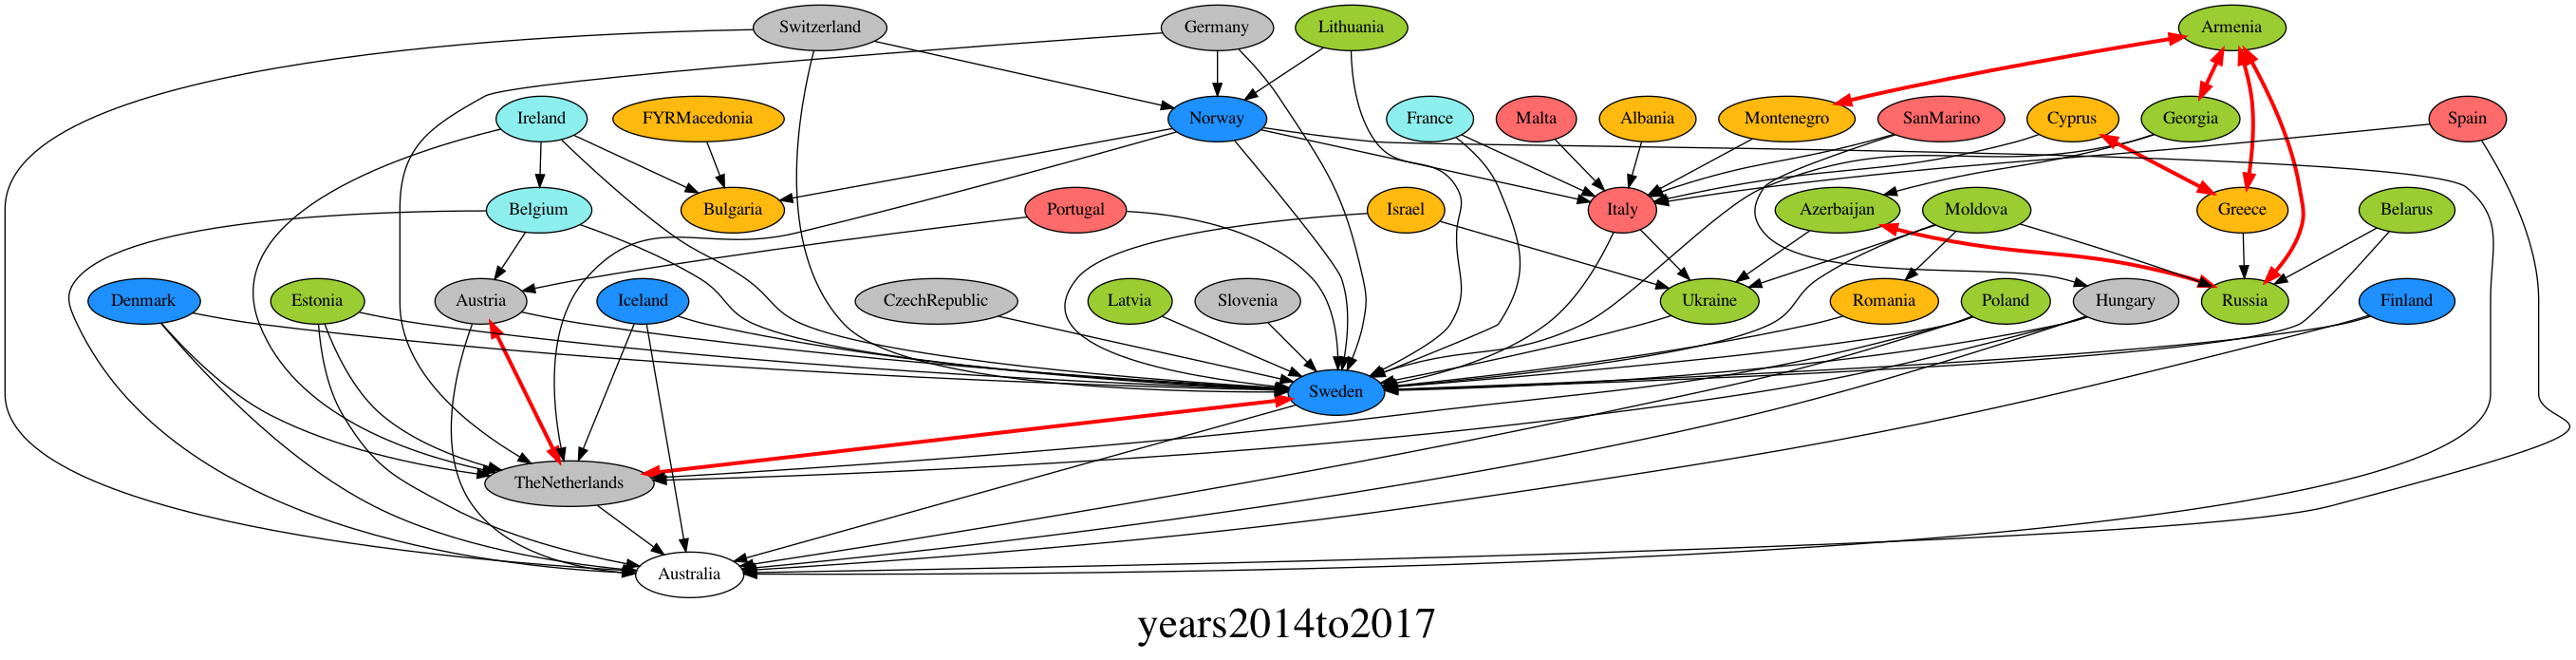 Switzerland
Germany
Lithuania
Armenia
Ireland
FYRMacedonia
Norway
France
Malta
Albania
Montenegro
SanMarino
Cyprus
Georgia
Spain
Belgium
Bulgaria
Portugal
Israel
Italy
Azerbaijan
Moldova
Greece
Belarus
Denmark
Estonia
Austria
Iceland
CzechRepublic
Latvia
Slovenia
Ukraine
Romania
Poland
Hungary
Russia
Finland
Sweden
TheNetherlands
Australia
years2014to2017